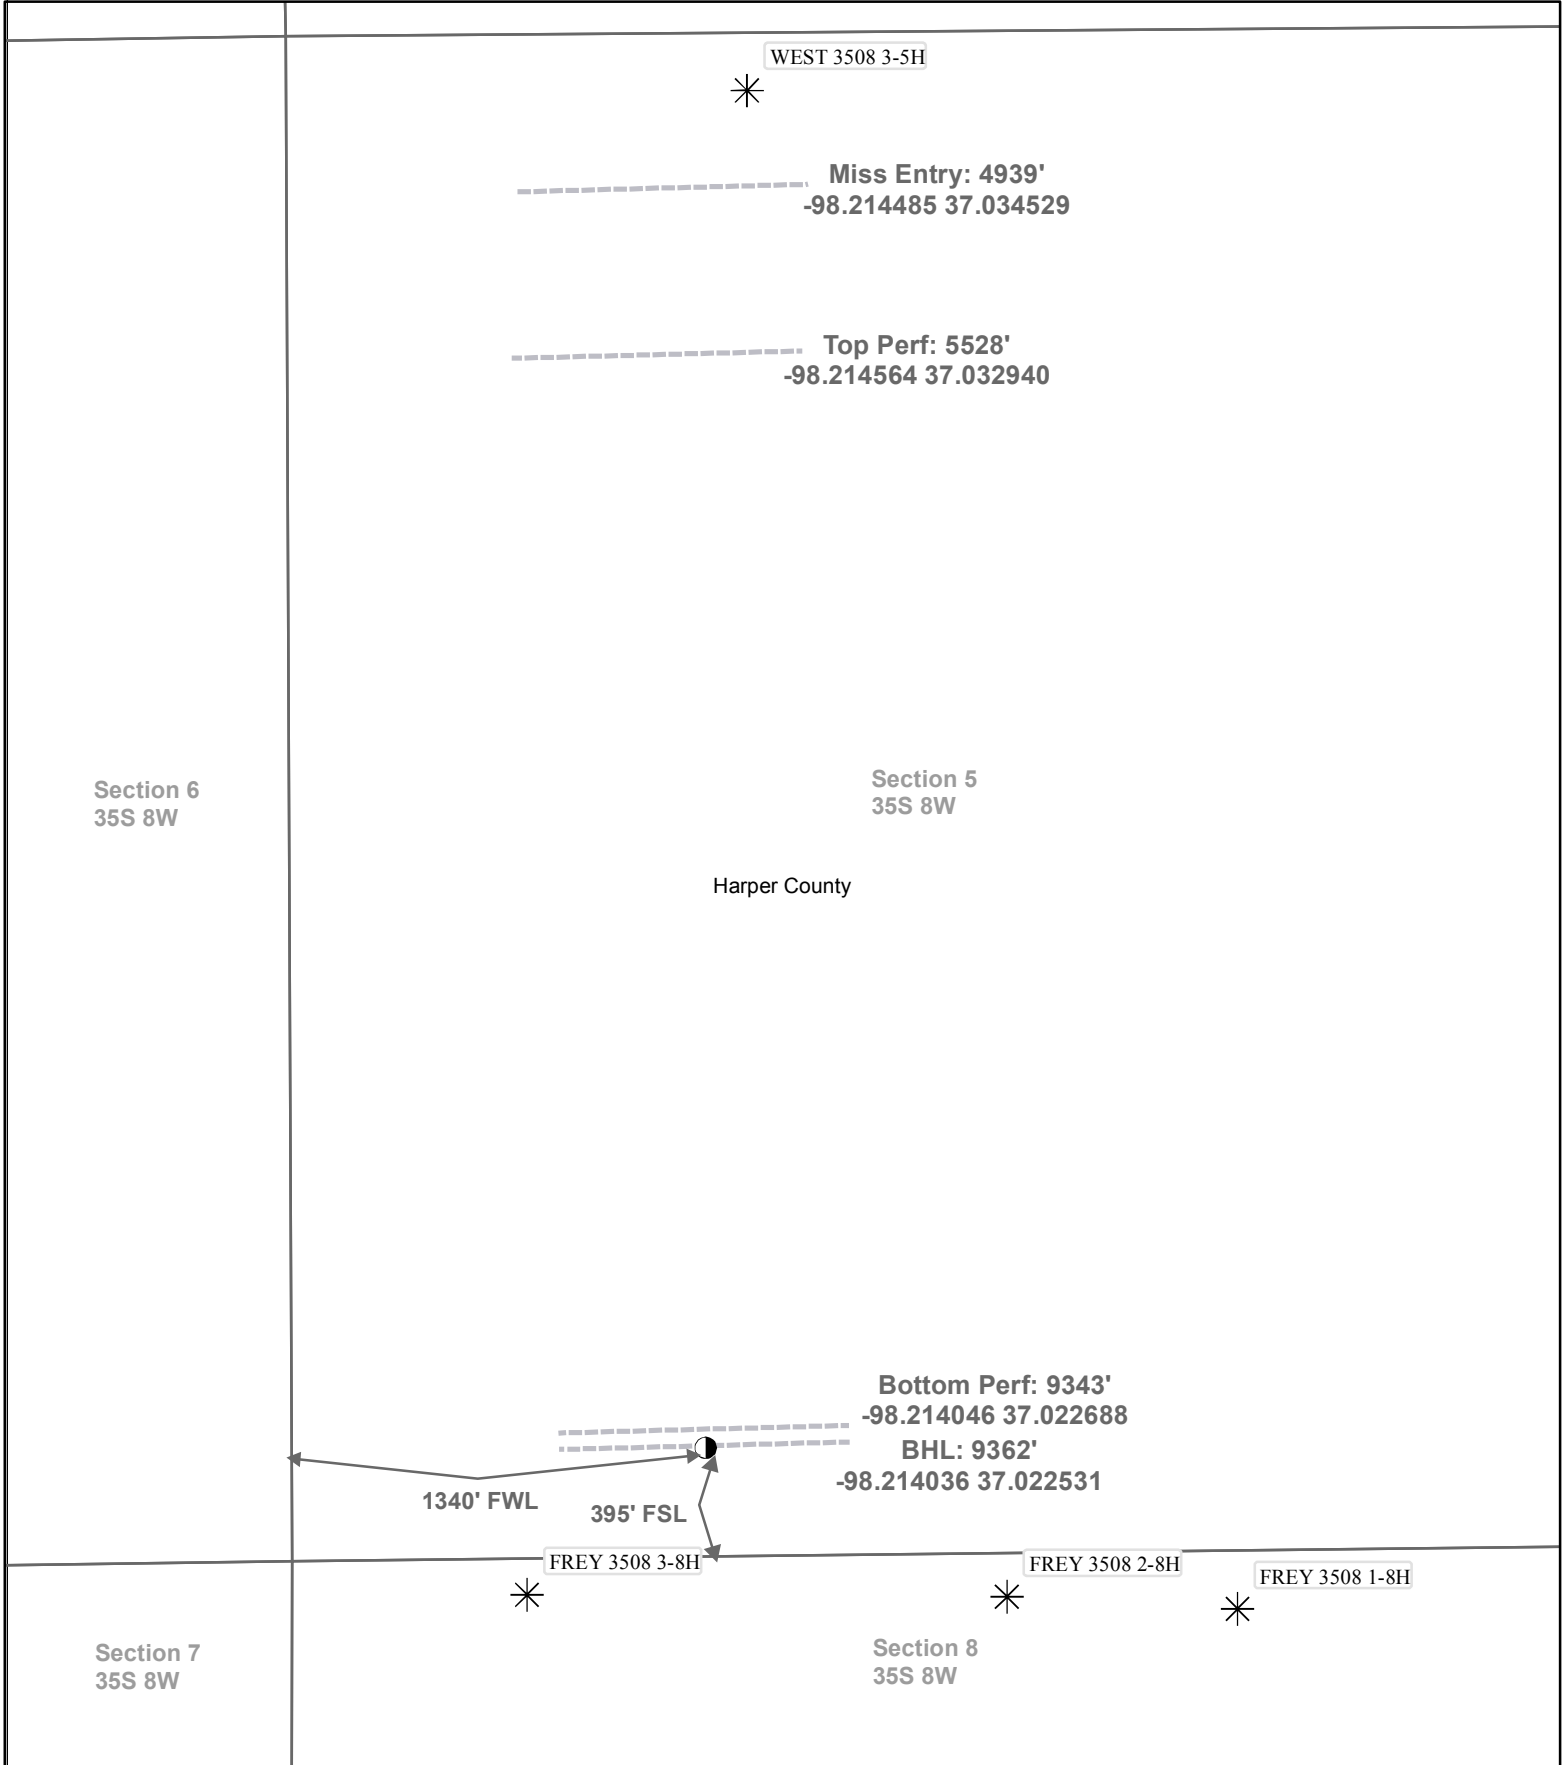 WEST 3508 3-5H
Miss Entry: 4939'
-98.214485 37.034529
Top Perf: 5528'
-98.214564 37.032940
Section 6
35S 8W
Section 5
35S 8W
Harper County
Bottom Perf: 9343'
-98.214046 37.022688
BHL: 9362'
-98.214036 37.022531
1340' FWL
395' FSL
FREY 3508 3-8H
FREY 3508 2-8H
FREY 3508 1-8H
Section 7
35S 8W
Section 8
35S 8W